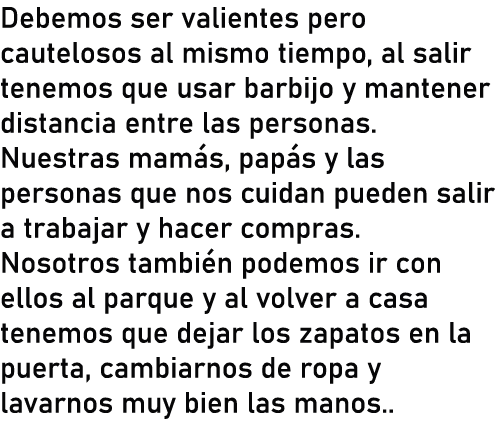 Debemos ser valientes pero
cautelosos al mismo tiempo, al salir
tenemos que usar barbijo y mantener
distancia entre las personas.
Nuestras mamás, papás y las
personas que nos cuidan pueden salir
a trabajar y hacer compras.
Nosotros también podemos ir con
ellos al parque y al volver a casa
tenemos que dejar los zapatos en la
puerta, cambiarnos de ropa y
lavarnos muy bien las manos..